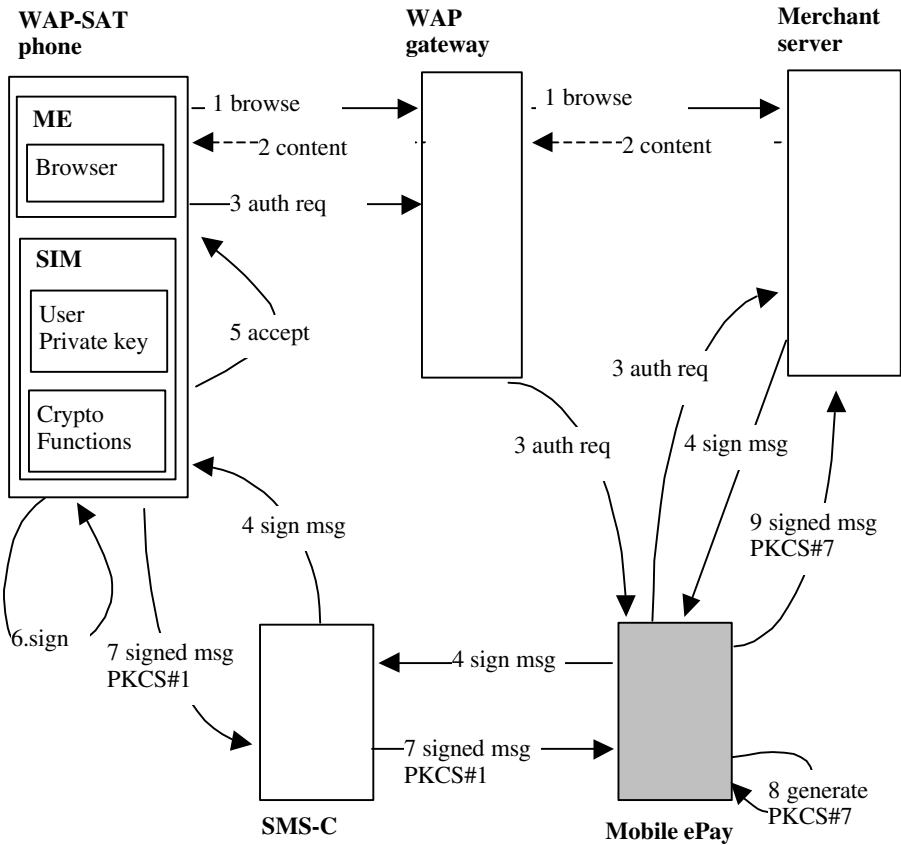 WAP-SAT
phone
WAP
gateway
Merchant
server
ME
Browser
1 browse
1 browse
2 content
2 content
3 auth req
SIM
User
Private key
Crypto
Functions
5 accept
3 auth req
3 auth req
4 sign msg
4 sign msg
9 signed msg
PKCS#7
6.sign
7 signed msg
PKCS#1
4 sign msg
7 signed msg
PKCS#1
8 generate
PKCS#7
SMS-C
Mobile ePay